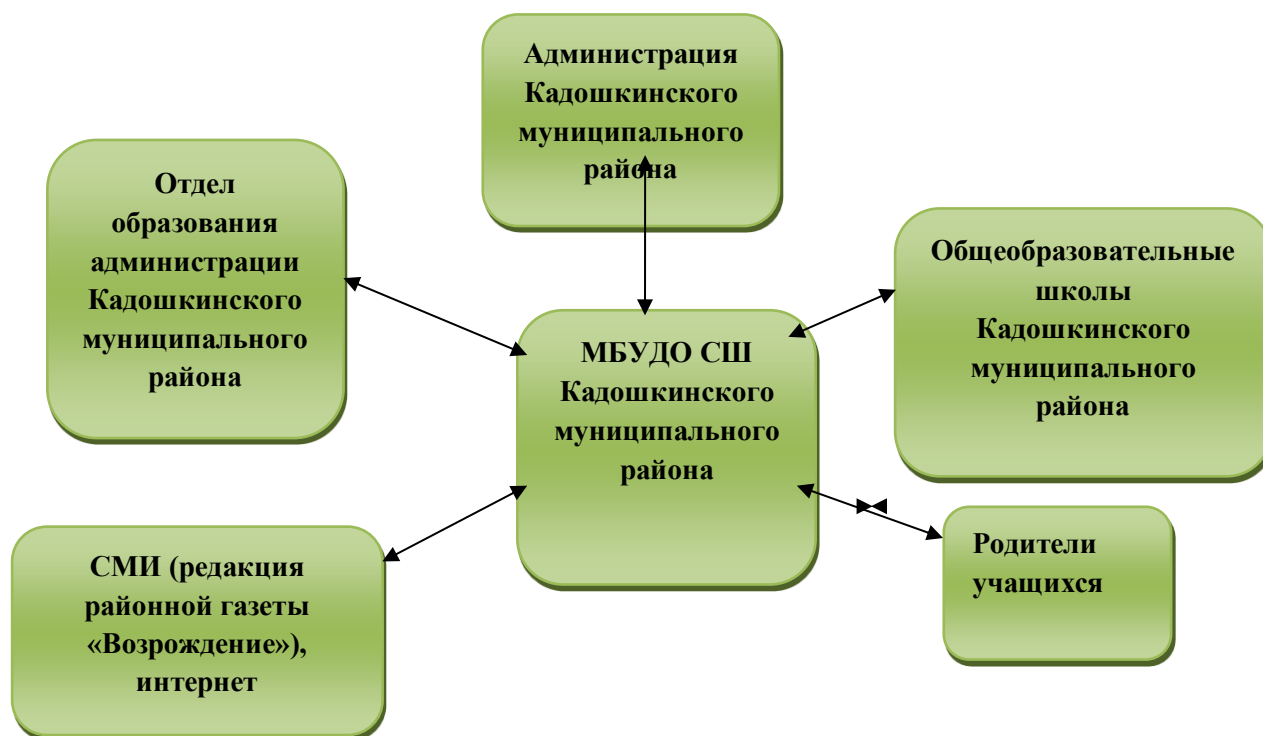 Администрация
Кадошкинского
муниципального
района
Отдел
образования
администрации
Кадошкинского
муниципального
района
Общеобразовательные
школы
Кадошкинского
муниципального
района
МБУДО СШ
Кадошкинского
муниципального
района
СМИ (редакция
районной газеты
«Возрождение»),
интернет
Родители
учащихся